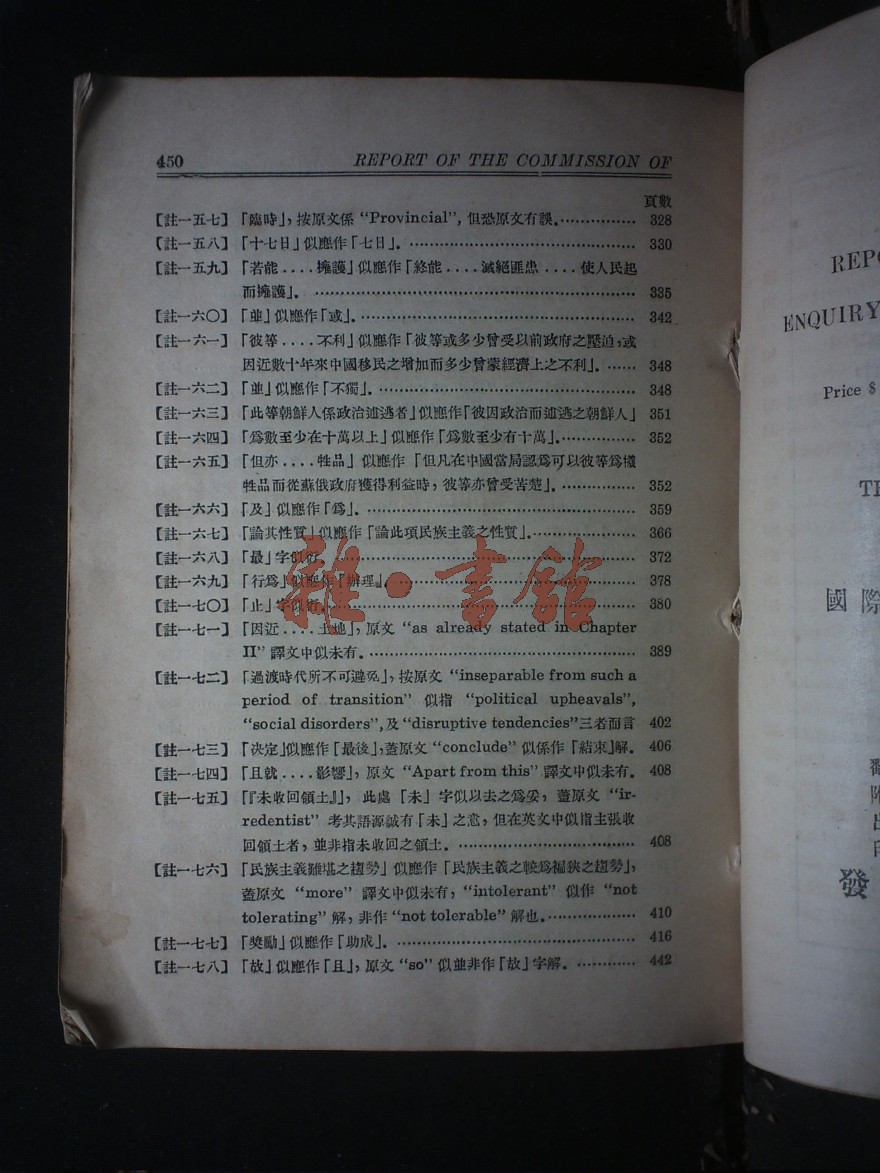 450 REPORT OF THE COMMISSION OF
頁數
【註一五七】「臨時」，按原文係 “Provincial”，但恐原文有誤。 328
【註一五八】「十七日」似應作「七日」。 330
【註一五九】「若能....擁護」似應作「終能....滅絕匪患....使人民起
而擁護」。 335
【註一六〇】「並」似應作「或」。 342
【註一六一】「彼等....不利」似應作「彼等或多少曾受以前政府之壓迫，或
因近數十年來中國移民之增加而多少曾蒙經濟上之不利」。 348
【註一六二】「並」似應作「不獨」。 348
【註一六三】「此等朝鮮人係政治逋逃者」似應作「彼因政治而逋逃之朝鮮人」 351
【註一六四】「爲數至少在十萬以上」似應作「爲數至少有十萬」。 352
【註一六五】「但亦....牲品」似應作「但凡在中國當局認爲可以彼等爲犧
牲品而從蘇俄政府獲得利益時，彼等亦曾受苦楚」。 352
【註一六六】「及」似應作「爲」。 359
【註一六七】「論其性質」似應作「論此項民族主義之性質」。 366
【註一六八】「最」字似衍。 372
【註一六九】「行爲」似應作「辦理」。 378
【註一七〇】「止」字似衍。 380
【註一七一】「因近....土地」，原文 “as already stated in Chapter
II” 譯文中似未有。 389
【註一七二】「過渡時代所不可避免」，按原文 “inseparable from such a
period of transition” 似指 “political upheavals”,
“social disorders”，及 “disruptive tendencies”三者而言 402
【註一七三】「決定」似應作「最後」，蓋原文 “conclude” 似係作「結束」解。 406
【註一七四】「且就....影響」，原文 “Apart from this” 譯文中似未有。 408
【註一七五】「『未收回領土』」，此處「未」字似以去之爲妥，蓋原文 “ir-
redentist” 考其語源誠有「未」之意，但在英文中似指主張收
回領土者，並非指未收回之領土。 408
【註一七六】「民族主義難堪之趨勢」似應作「民族主義之較爲褊狹之趨勢」，
蓋原文 “more” 譯文中似未有，“intolerant” 似作 “not
tolerating” 解，非作 “not tolerable” 解也。 410
【註一七七】「獎勵」似應作「助成」。 416
【註一七八】「故」似應作「且」，原文 “so” 似並非作「故」字解。 442
雜·書館
REPO
ENQUIRY
Price $
國際
發